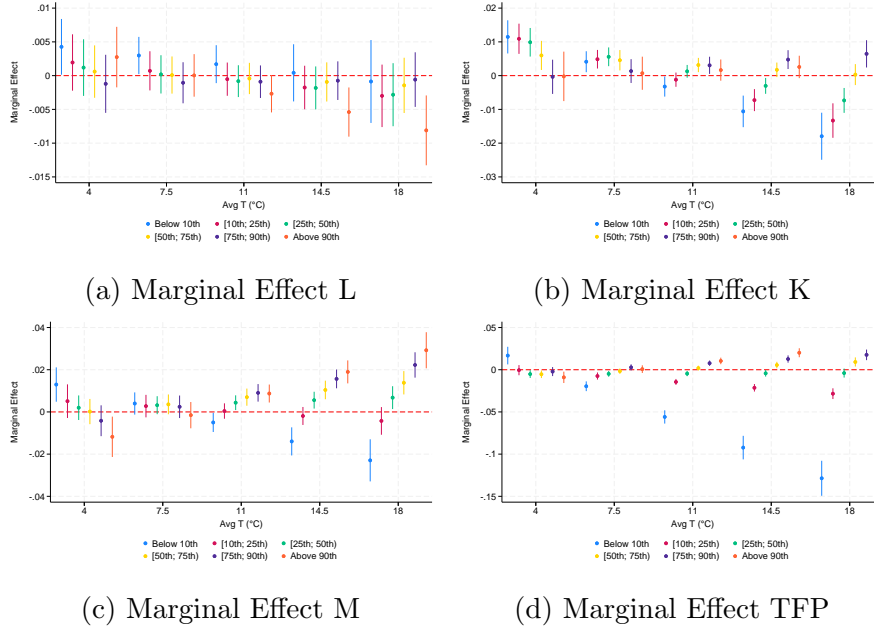 .01
.005
0
-.005
-.01
-.015
Marginal Effect
4
7.5
11
14.5
18
Avg T (°C)
Below 10th
[10th; 25th)
[25th; 50th)
[50th; 75th)
[75th; 90th)
Above 90th
(a) Marginal Effect L
.02
.01
0
-.01
-.02
-.03
Marginal Effect
4
7.5
11
14.5
18
Avg T (°C)
Below 10th
[10th; 25th)
[25th; 50th)
[50th; 75th)
[75th; 90th)
Above 90th
(b) Marginal Effect K
.04
.02
0
-.02
-.04
Marginal Effect
4
7.5
11
14.5
18
Avg T (°C)
Below 10th
[10th; 25th)
[25th; 50th)
[50th; 75th)
[75th; 90th)
Above 90th
(c) Marginal Effect M
.05
0
-.05
-.1
-.15
Marginal Effect
4
7.5
11
14.5
18
Avg T (°C)
Below 10th
[10th; 25th)
[25th; 50th)
[50th; 75th)
[75th; 90th)
Above 90th
(d) Marginal Effect TFP